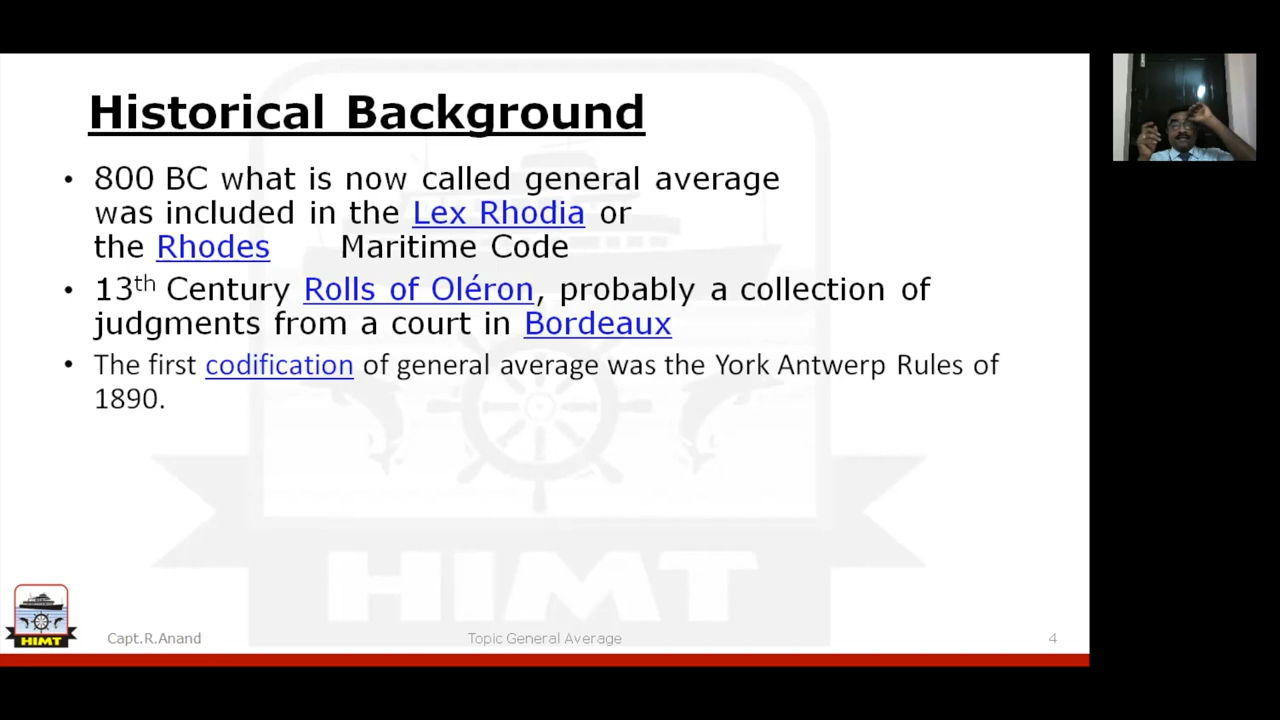 Historical Background
• 800 BC what is now called general average
was included in the Lex Rhodia or
the Rhodes Maritime Code
• 13th Century Rolls of Oléron, probably a collection of
judgments from a court in Bordeaux
• The first codification of general average was the York Antwerp Rules of
1890.
HIMT
HIMT
Capt.R.Anand
Topic General Average
4